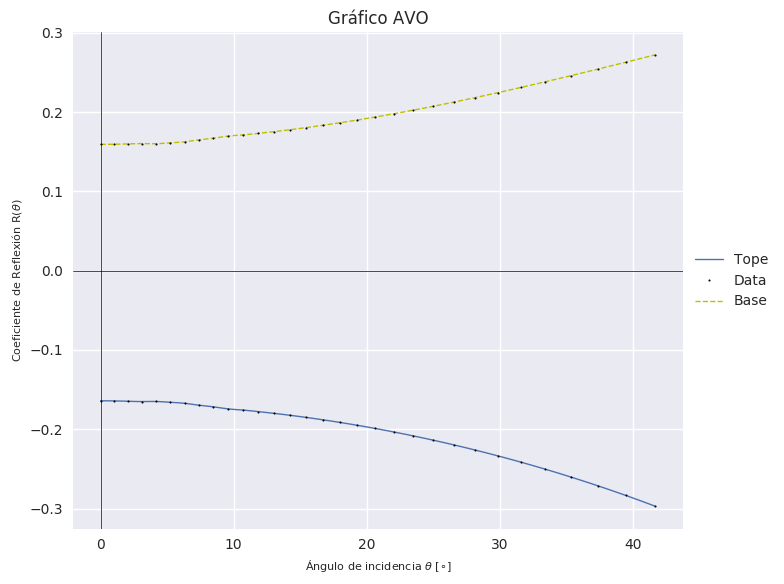 Gráfico AVO
0.3
0.2
0.1
0.0
−0.1
−0.2
−0.3
Coeficiente de Reflexión R(θ)
0 10 20 30 40
Ángulo de incidencia θ [∘]
Tope
Data
Base